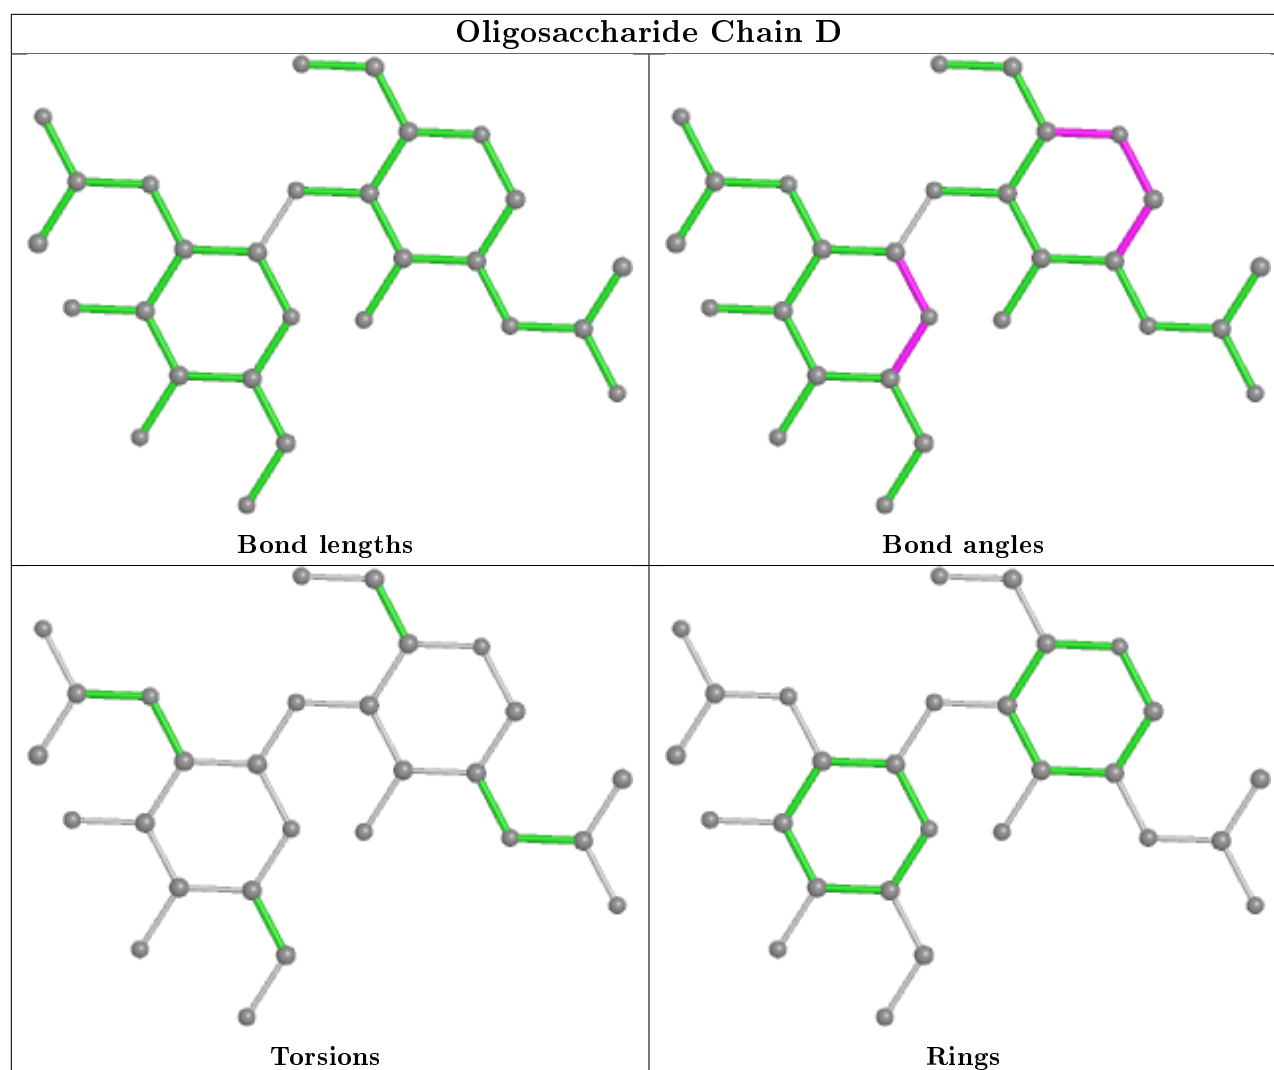 Oligosaccharide Chain D
Bond lengths
Bond angles
Torsions
Rings